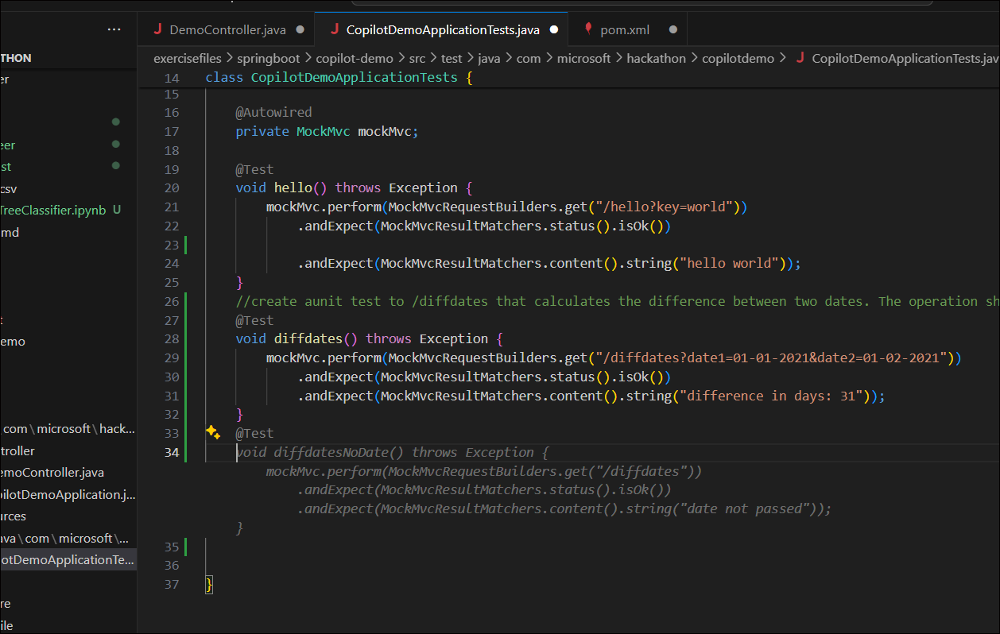 ...
DemoController.java
CopilotDemoApplicationTests.java
pom.xml
THON
exercisefiles > springboot > copilot-demo > src > test > java > com > microsoft > hackathon > copilotdemo > CopilotDemoApplicationTests.jav
er
14 class CopilotDemoApplicationTests {
15
16 @Autowired
17 private MockMvc mockMvc;
18
eer
19 @Test
st
20 void hello() throws Exception {
csv
21 mockMvc.perform(MockMvcRequestBuilders.get("/hello?key=world"))
TreeClassifier.ipynb U
22 .andExpect(MockMvcResultMatchers.status().isOk())
md
23
24 .andExpect(MockMvcResultMatchers.content().string("hello world"));
25 }
26 //create aunit test to /diffdates that calculates the difference between two dates. The operation sh
t
27 @Test
emo
28 void diffdates() throws Exception {
29 mockMvc.perform(MockMvcRequestBuilders.get("/diffdates?date1=01-01-2021&date2=01-02-2021"))
30 .andExpect(MockMvcResultMatchers.status().isOk())
31 .andExpect(MockMvcResultMatchers.content().string("difference in days: 31"));
32 }
com\microsoft\hack...
33 @Test
troller
34 void diffdatesNoDate() throws Exception {
emoController.java
mockMvc.perform(MockMvcRequestBuilders.get("/diffdates"))
pilotDemoApplication.j...
.andExpect(MockMvcResultMatchers.status().isOk())
urces
.andExpect(MockMvcResultMatchers.content().string("date not passed"));
}
ava\com\microsoft\...
35
otDemoApplicationTe...
36
37 }
re
ile